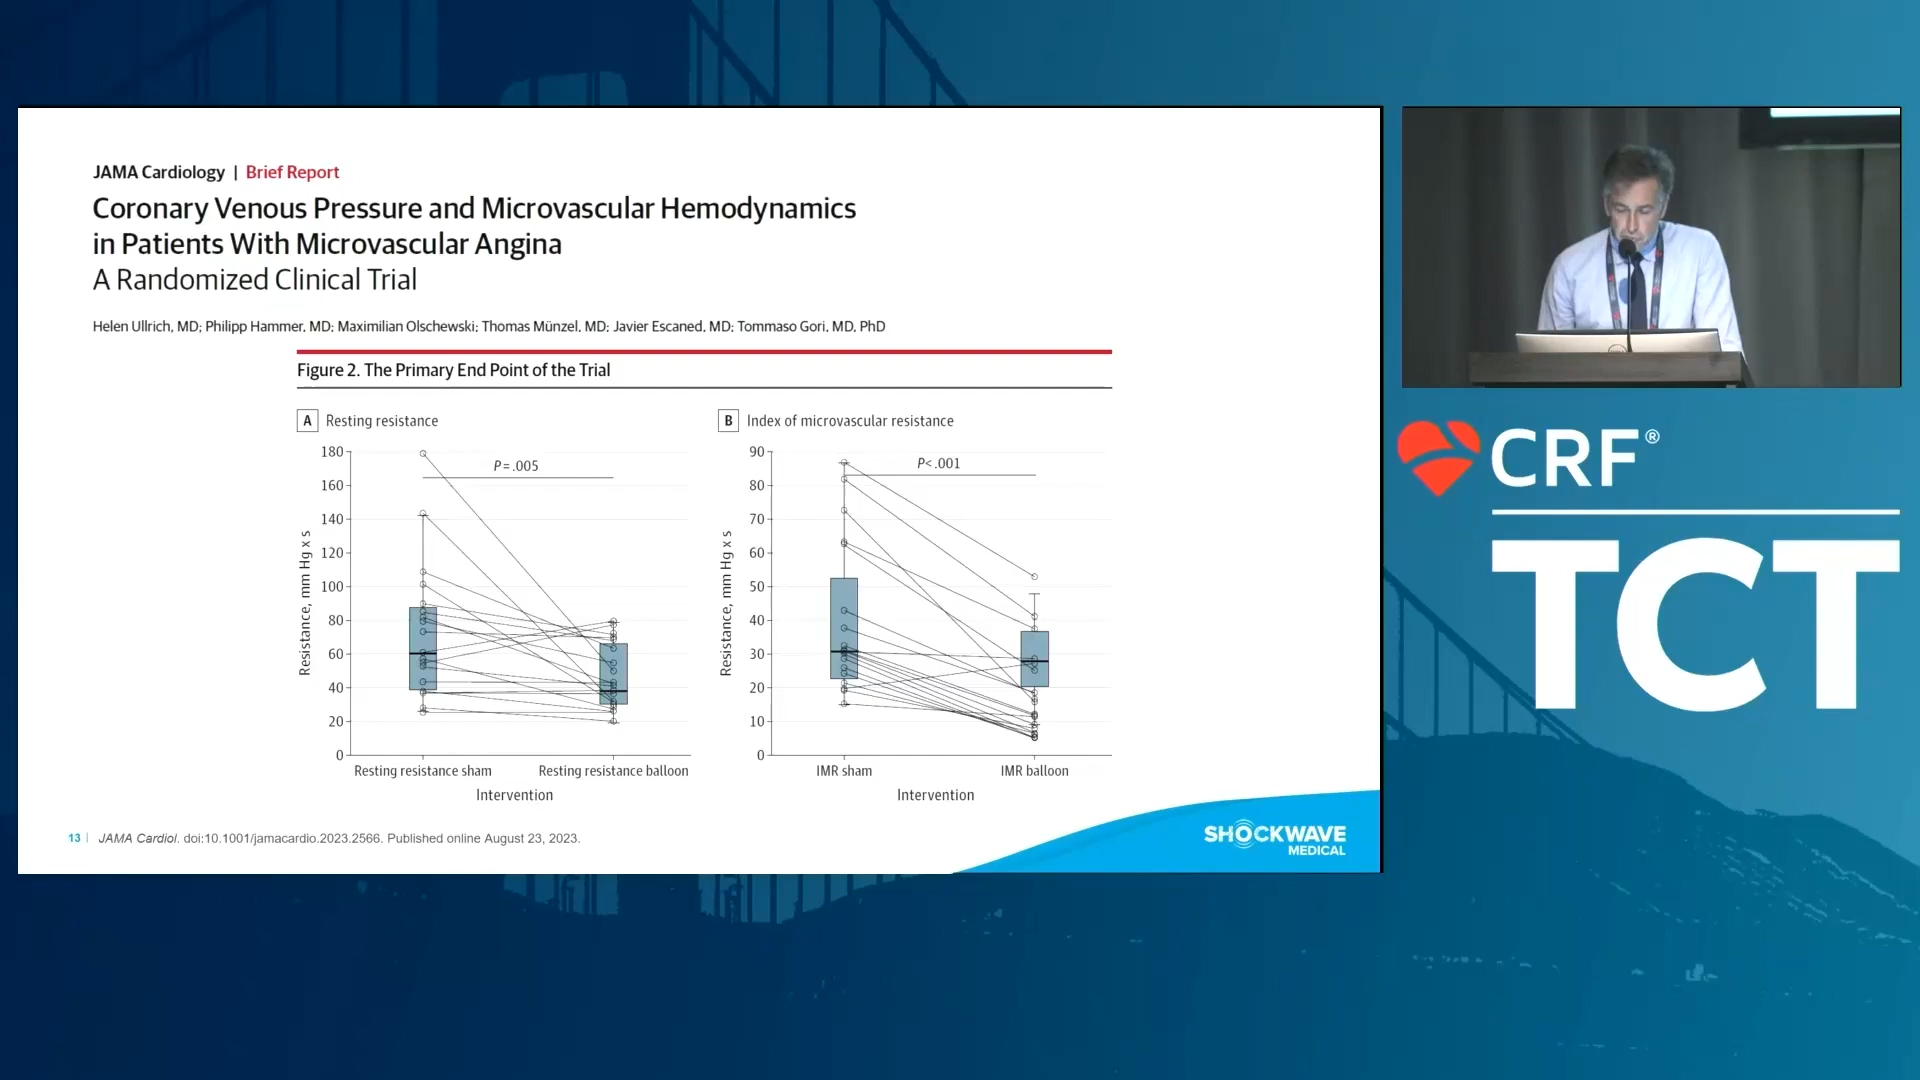 JAMA Cardiology | Brief Report
Coronary Venous Pressure and Microvascular Hemodynamics
in Patients With Microvascular Angina
A Randomized Clinical Trial
Helen Ullrich, MD; Philipp Hammer, MD; Maximilian Olschewski; Thomas Münzel, MD; Javier Escaned, MD; Tommaso Gori, MD, PhD
Figure 2. The Primary End Point of the Trial
A Resting resistance
180
160
140
120
100
80
60
40
20
0
Resistance, mm Hg x s
P = .005
Resting resistance sham
Resting resistance balloon
Intervention
B Index of microvascular resistance
90
80
70
60
50
40
30
20
10
0
Resistance, mm Hg x s
P< .001
IMR sham
IMR balloon
Intervention
13 | JAMA Cardiol. doi:10.1001/jamacardio.2023.2566. Published online August 23, 2023.
SHOCKWAVE
MEDICAL
CRF®
TCT